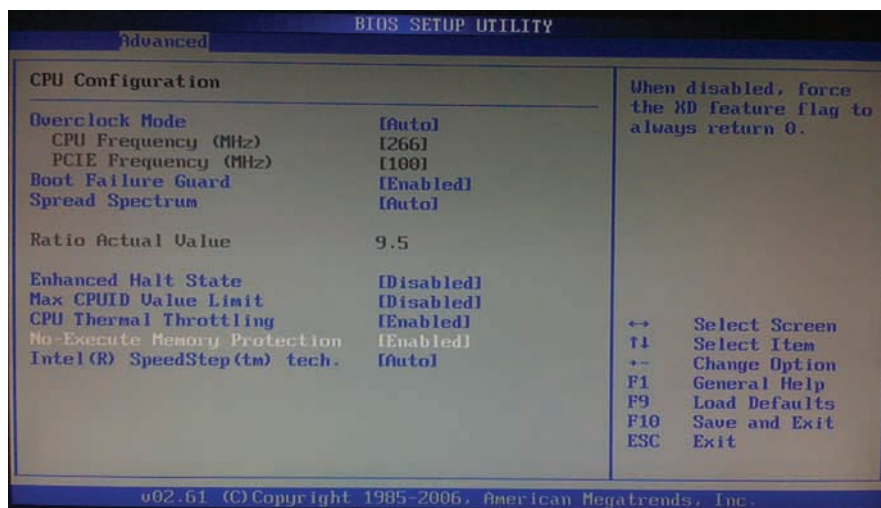 BIOS SETUP UTILITY
Advanced
CPU Configuration
Overclock Mode [Auto]
CPU Frequency (MHz) [266]
PCIE Frequency (MHz) [100]
Boot Failure Guard [Enabled]
Spread Spectrum [Auto]
Ratio Actual Value 9.5
Enhanced Halt State [Disabled]
Max CPUID Value Limit [Disabled]
CPU Thermal Throttling [Enabled]
No-Execute Memory Protection [Enabled]
Intel(R) SpeedStep(tm) tech. [Auto]
When disabled, force
the XD feature flag to
always return 0.
↔ Select Screen
↑↓ Select Item
+- Change Option
F1 General Help
F9 Load Defaults
F10 Save and Exit
ESC Exit
v02.61 (C)Copyright 1985-2006, American Megatrends, Inc.